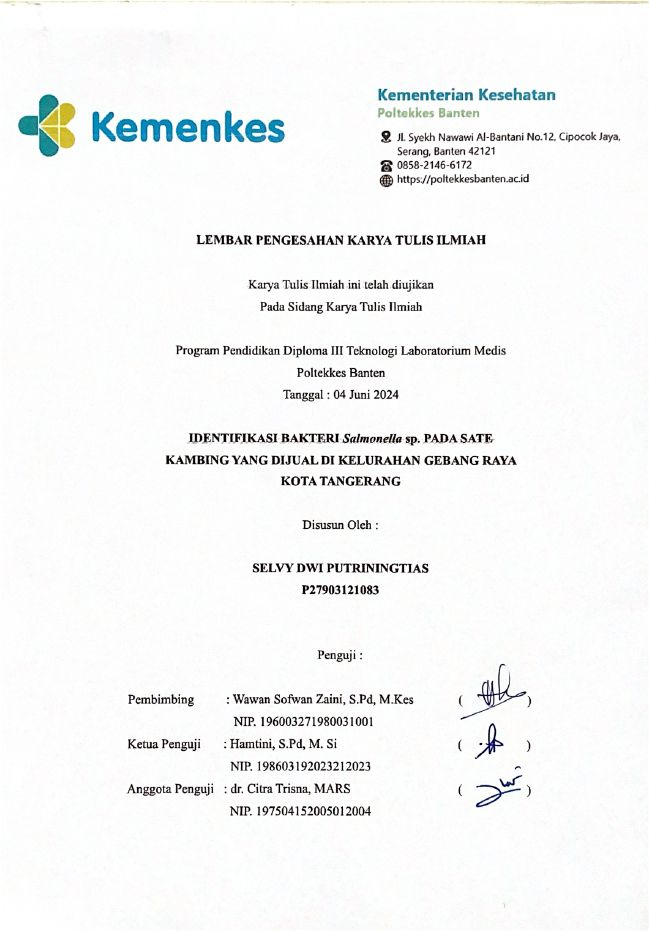 Kemenkes
Kementerian Kesehatan
Poltekkes Banten
Jl. Syekh Nawawi Al-Bantani No.12, Cipocok Jaya,
Serang, Banten 42121
0858-2146-6172
https://poltekkesbanten.ac.id
LEMBAR PENGESAHAN KARYA TULIS ILMIAH
Karya Tulis Ilmiah ini telah diujikan
Pada Sidang Karya Tulis Ilmiah
Program Pendidikan Diploma III Teknologi Laboratorium Medis
Poltekkes Banten
Tanggal : 04 Juni 2024
IDENTIFIKASI BAKTERI Salmonella sp. PADA SATE
KAMBING YANG DIJUAL DI KELURAHAN GEBANG RAYA
KOTA TANGERANG
Disusun Oleh :
SELVY DWI PUTRININGTIAS
P27903121083
Penguji :
Pembimbing : Wawan Sofwan Zaini, S.Pd, M.Kes ( )
NIP. 196003271980031001
Ketua Penguji : Hamtini, S.Pd, M. Si ( )
NIP. 198603192023212023
Anggota Penguji : dr. Citra Trisna, MARS ( )
NIP. 197504152005012004